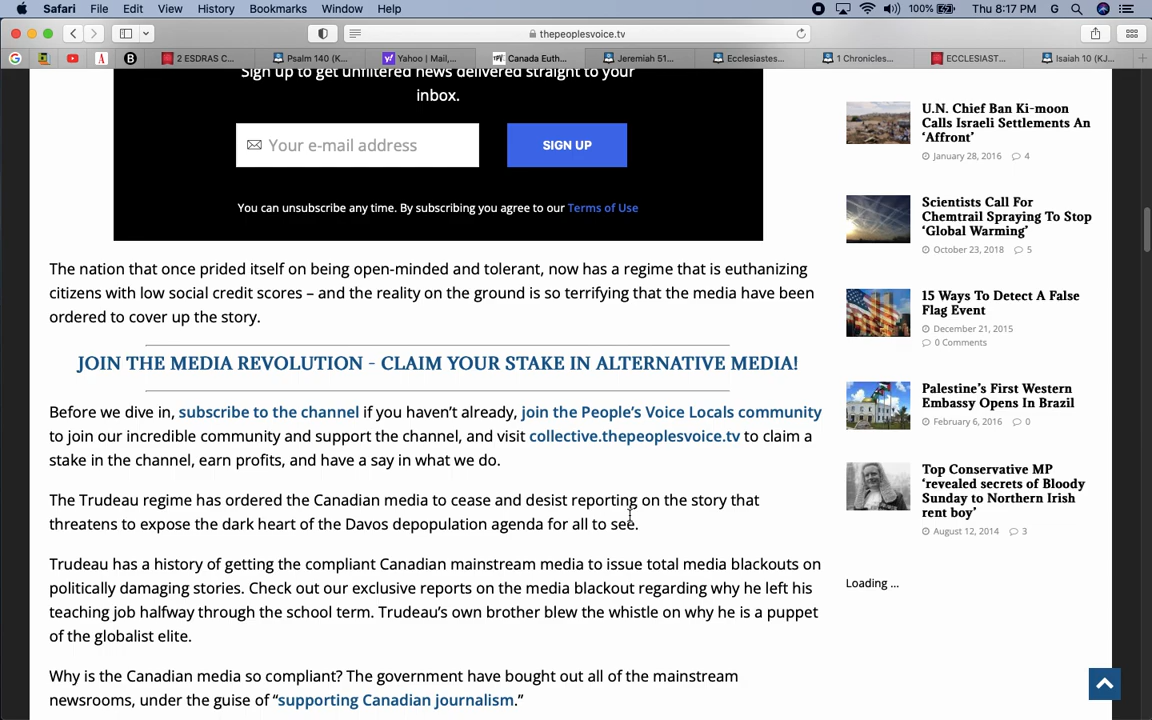 Safari File Edit View History Bookmarks Window Help 100% Thu 8:17 PM G
thepeoplesvoice.tv
2 ESDRAS C... Psalm 140 (K... Yahoo | Mail,... Canada Euth... Jeremiah 51... Ecclesiastes... 1 Chronicles... ECCLESIAST... Isaiah 10 (KJ...
Sign up to get unfiltered news delivered straight to your
inbox.
Your e-mail address SIGN UP
You can unsubscribe any time. By subscribing you agree to our Terms of Use
The nation that once prided itself on being open-minded and tolerant, now has a regime that is euthanizing
citizens with low social credit scores – and the reality on the ground is so terrifying that the media have been
ordered to cover up the story.
JOIN THE MEDIA REVOLUTION - CLAIM YOUR STAKE IN ALTERNATIVE MEDIA!
Before we dive in, subscribe to the channel if you haven't already, join the People's Voice Locals community
to join our incredible community and support the channel, and visit collective.thepeoplesvoice.tv to claim a
stake in the channel, earn profits, and have a say in what we do.
The Trudeau regime has ordered the Canadian media to cease and desist reporting on the story that
threatens to expose the dark heart of the Davos depopulation agenda for all to see.
Trudeau has a history of getting the compliant Canadian mainstream media to issue total media blackouts on
politically damaging stories. Check out our exclusive reports on the media blackout regarding why he left his
teaching job halfway through the school term. Trudeau's own brother blew the whistle on why he is a puppet
of the globalist elite.
Why is the Canadian media so compliant? The government have bought out all of the mainstream
newsrooms, under the guise of "supporting Canadian journalism."
U.N. Chief Ban Ki-moon
Calls Israeli Settlements An
'Affront'
January 28, 2016 4
Scientists Call For
Chemtrail Spraying To Stop
'Global Warming'
October 23, 2018 5
15 Ways To Detect A False
Flag Event
December 21, 2015
0 Comments
Palestine's First Western
Embassy Opens In Brazil
February 6, 2016 0
Top Conservative MP
'revealed secrets of Bloody
Sunday to Northern Irish
rent boy'
August 12, 2014 3
Loading ...